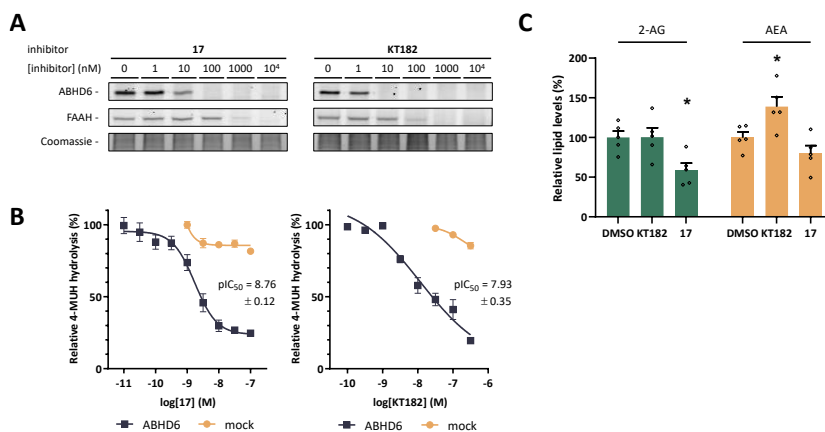 A
inhibitor 17 KT182
[inhibitor] (nM) 0 1 10 100 1000 10⁴ 0 1 10 100 1000 10⁴
ABHD6 -
FAAH -
Coomassie -
B
Relative 4-MUH hydrolysis (%)
100
50
0
pIC50 = 8.76
± 0.12
-11 -10 -9 -8 -7
log[17] (M)
ABHD6 mock
Relative 4-MUH hydrolysis (%)
100
50
0
pIC50 = 7.93
± 0.35
-10 -9 -8 -7 -6
log[KT182] (M)
ABHD6 mock
C
2-AG AEA
Relative lipid levels (%)
200
150
100
50
0
* *
DMSO KT182 17 DMSO KT182 17